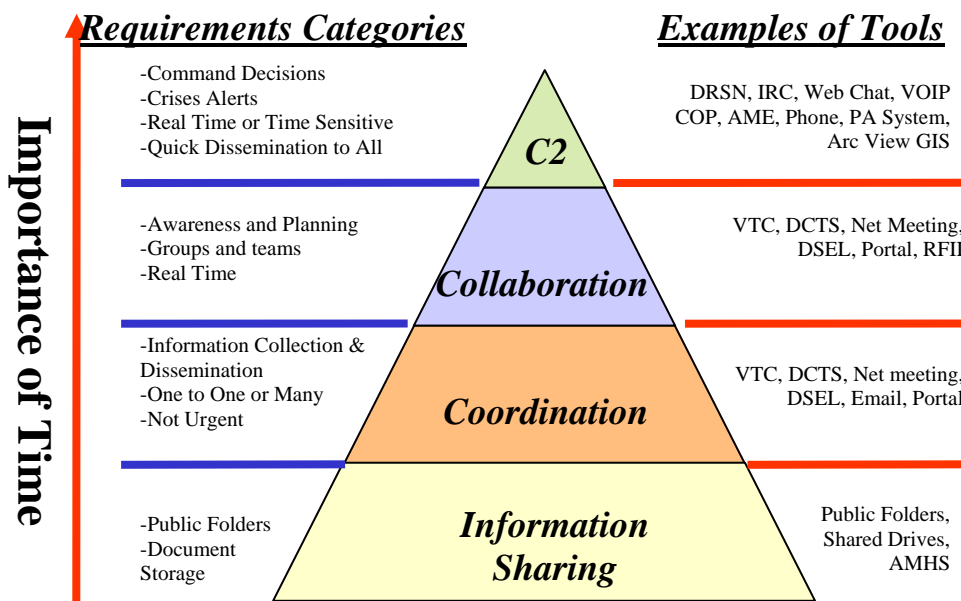 Requirements Categories
Examples of Tools
Importance of Time
-Command Decisions
-Crises Alerts
-Real Time or Time Sensitive
-Quick Dissemination to All
C2
DRSN, IRC, Web Chat, VOIP
COP, AME, Phone, PA System,
Arc View GIS
-Awareness and Planning
-Groups and teams
-Real Time
Collaboration
VTC, DCTS, Net Meeting,
DSEL, Portal,
-Information Collection &
Dissemination
-One to One or Many
-Not Urgent
Coordination
VTC, DCTS, Net meeting,
DSEL, Email, Portal
-Public Folders
-Document
Storage
Information
Sharing
Public Folders,
Shared Drives,
AMHS